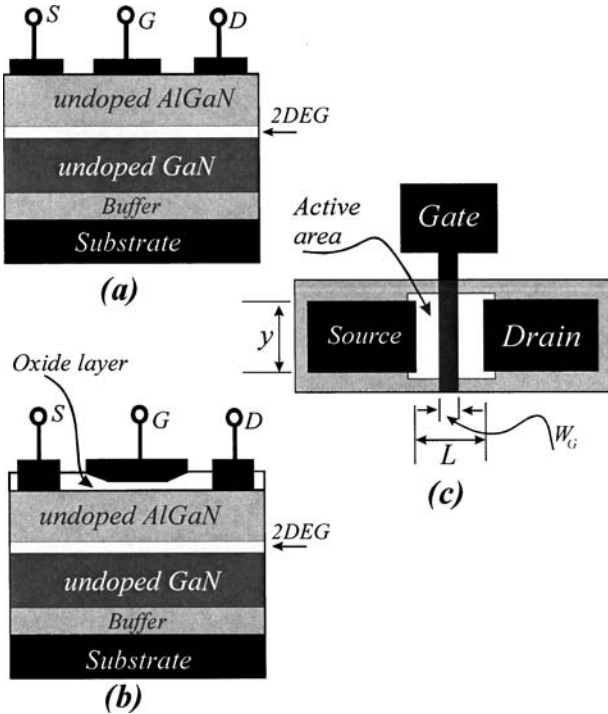 S G D
undoped AlGaN
2DEG
undoped GaN
Buffer
Substrate
(a)
Oxide layer
S G D
undoped AlGaN
2DEG
undoped GaN
Buffer
Substrate
(b)
Active
area
Gate
Source
Drain
y
W_G
L
(c)